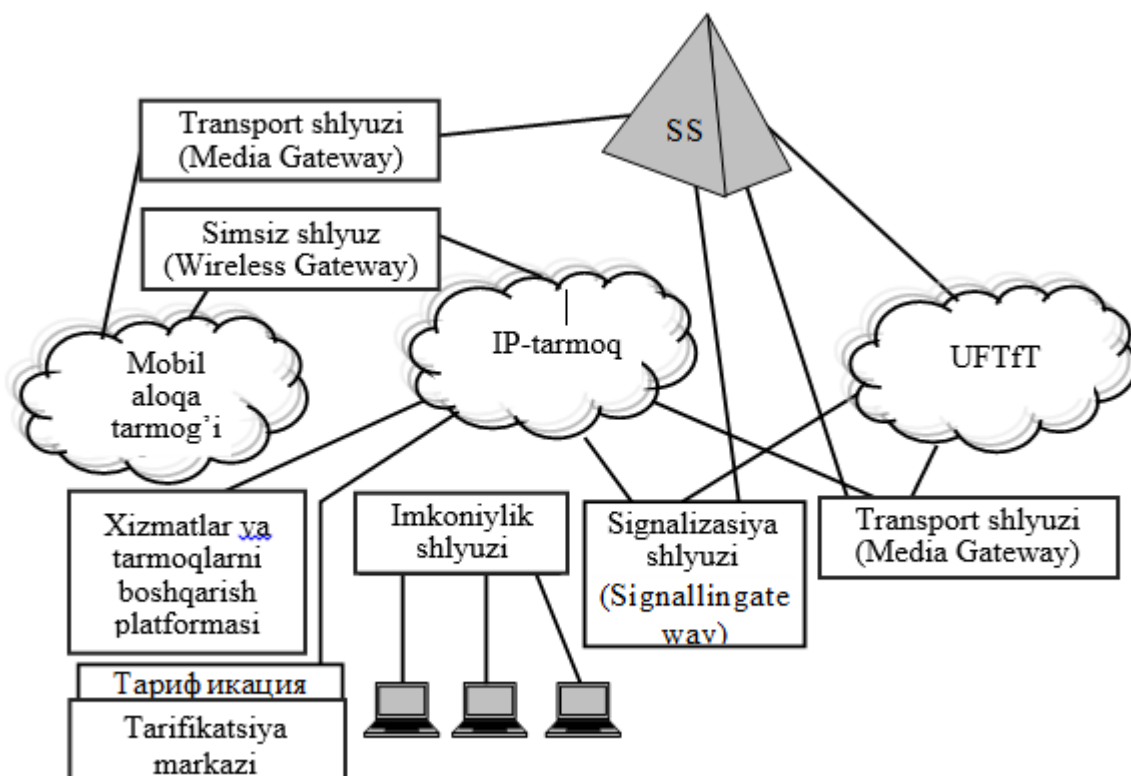 Transport shlyuzi
(Media Gateway)
SS
Simsiz shlyuz
(Wireless Gateway)
Mobil
aloqa
tarmog’i
IP-tarmoq
UFTfT
Xizmatlar ya
tarmoqlarni
boshqarish
platformasi
Imkoniylik
shlyuzi
Signalizasiya
shlyuzi
(Signallingate
way)
Transport shlyuzi
(Media Gateway)
Тарификация
Tarifikatsiya
markazi